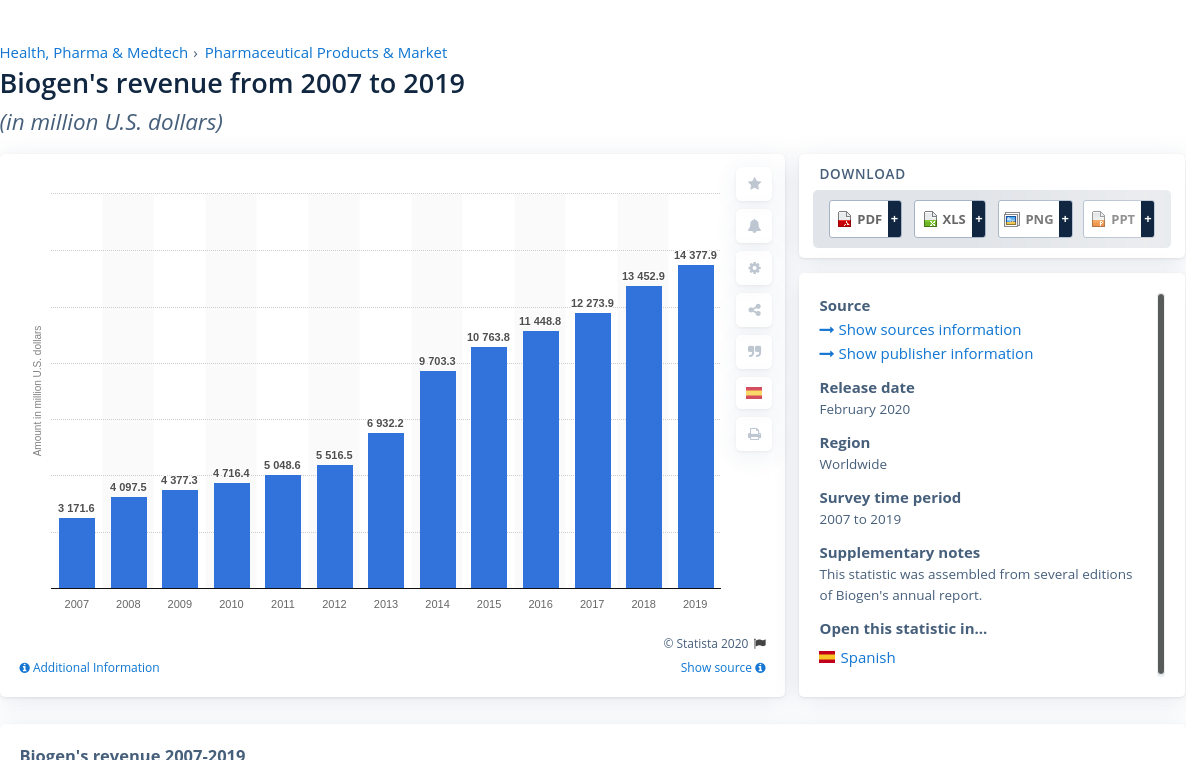 Health, Pharma & Medtech › Pharmaceutical Products & Market
Biogen's revenue from 2007 to 2019
(in million U.S. dollars)
Amount in million U.S. dollars
3 171.6
4 097.5
4 377.3
4 716.4
5 048.6
5 516.5
6 932.2
9 703.3
10 763.8
11 448.8
12 273.9
13 452.9
14 377.9
2007 2008 2009 2010 2011 2012 2013 2014 2015 2016 2017 2018 2019
© Statista 2020
Additional Information
Show source
DOWNLOAD
PDF + XLS + PNG + PPT +
Source
Show sources information
Show publisher information
Release date
February 2020
Region
Worldwide
Survey time period
2007 to 2019
Supplementary notes
This statistic was assembled from several editions
of Biogen's annual report.
Open this statistic in...
Spanish
Biogen's revenue 2007-2019